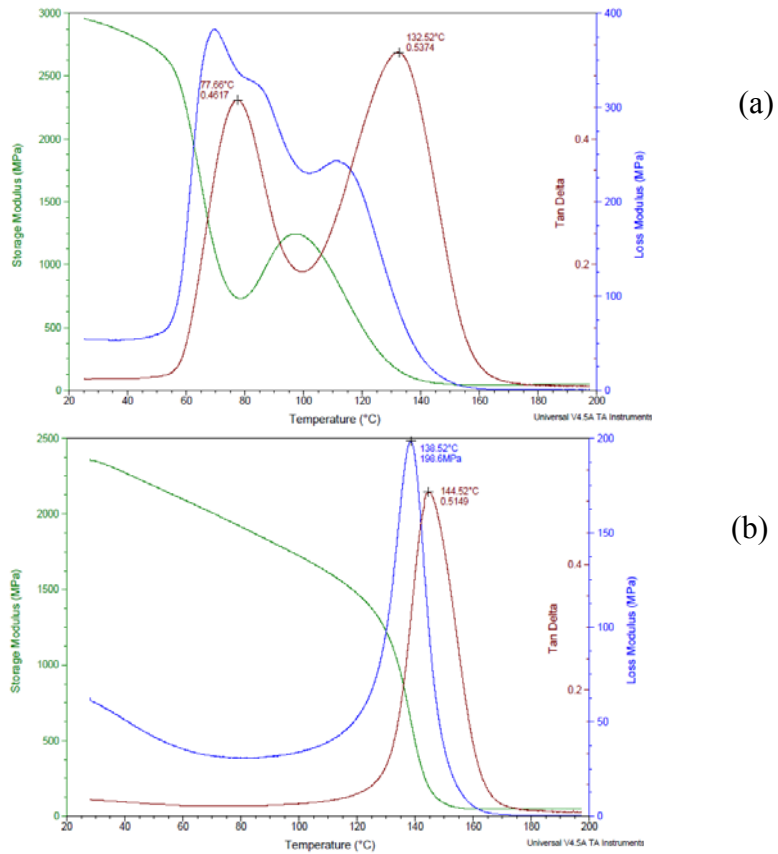 3000
2500
2000
1500
1000
500
0
Storage Modulus (MPa)
77.66°C
0.4617
132.52°C
0.5374
0.4
0.2
Tan Delta
400
300
200
100
0
Loss Modulus (MPa)
20 40 60 80 100 120 140 160 180 200
Temperature (°C)
Universal V4.5A TA Instruments
(a)
2500
2000
1500
1000
500
0
Storage Modulus (MPa)
138.52°C
198.6MPa
144.52°C
0.5149
0.4
0.2
Tan Delta
200
150
100
50
0
Loss Modulus (MPa)
20 40 60 80 100 120 140 160 180 200
Temperature (°C)
Universal V4.5A TA Instruments
(b)